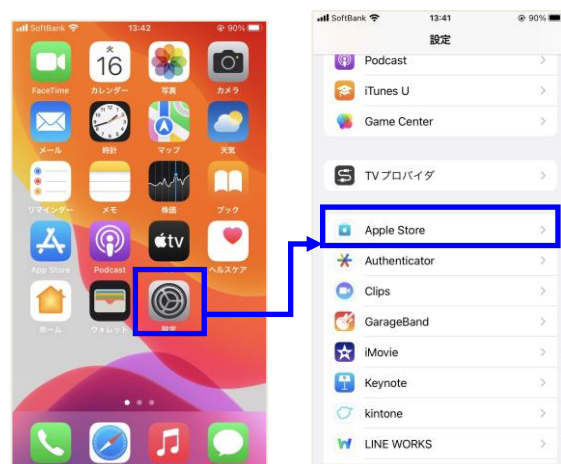 SoftBank 13:42 90%
火
16
FaceTime カレンダー 写真 カメラ
メール 時計 マップ 天気
リマインダー メモ 株価 ブック
tv
App Store Podcast ヘルスケア
ホーム ウォレット 設定
SoftBank 13:41 90%
設定
Podcast
iTunes U
Game Center
TVプロバイダ
Apple Store
Authenticator
Clips
GarageBand
iMovie
Keynote
kintone
LINE WORKS